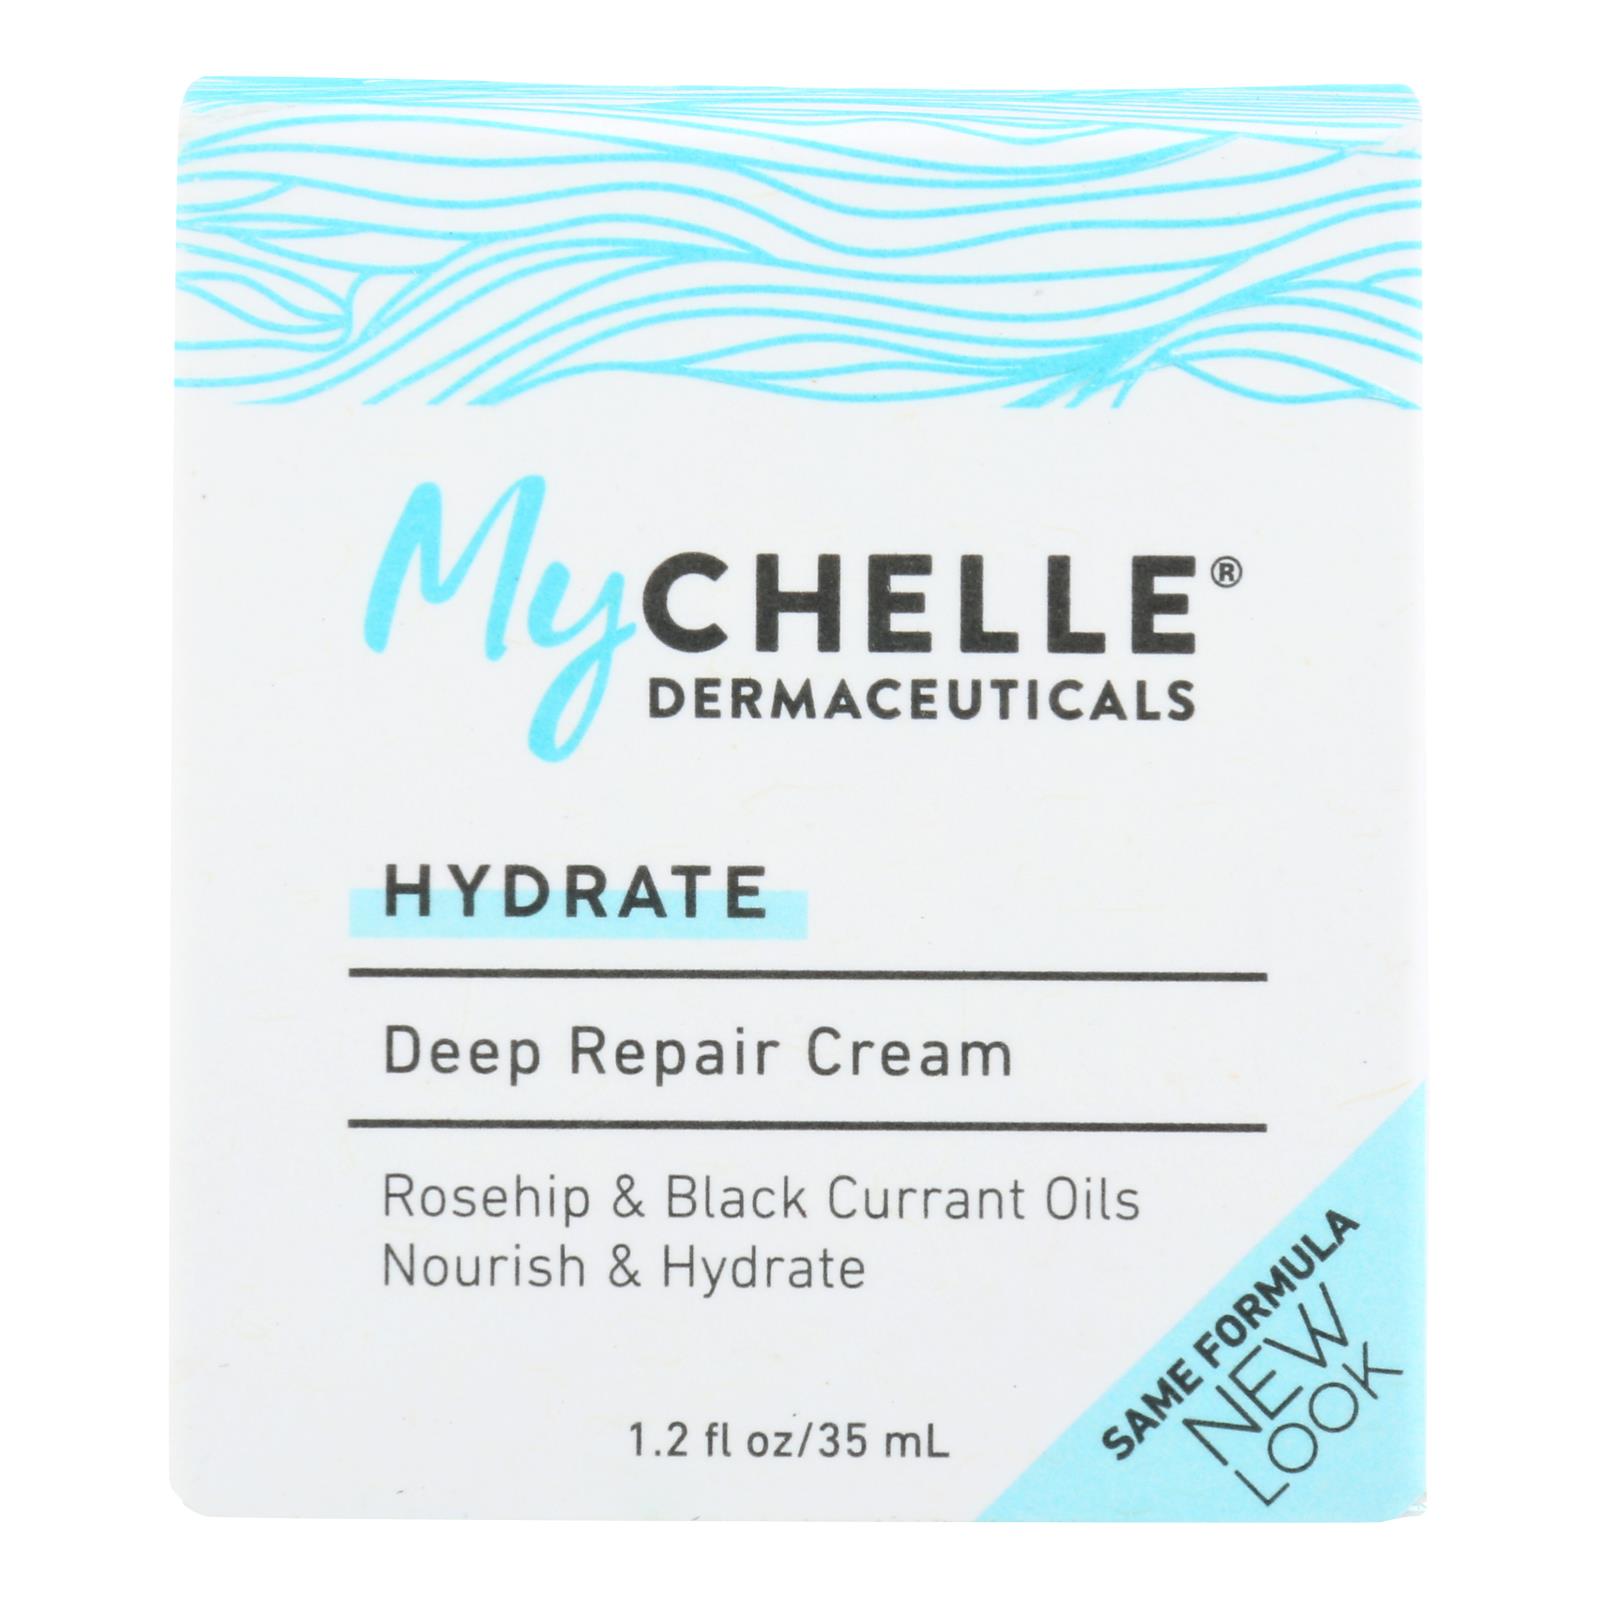 MyCHELLE®
DERMACEUTICALS
HYDRATE
Deep Repair Cream
Rosehip & Black Currant Oils
Nourish & Hydrate
1.2 fl oz/35 mL
SAME FORMULA
NEW
LOOK